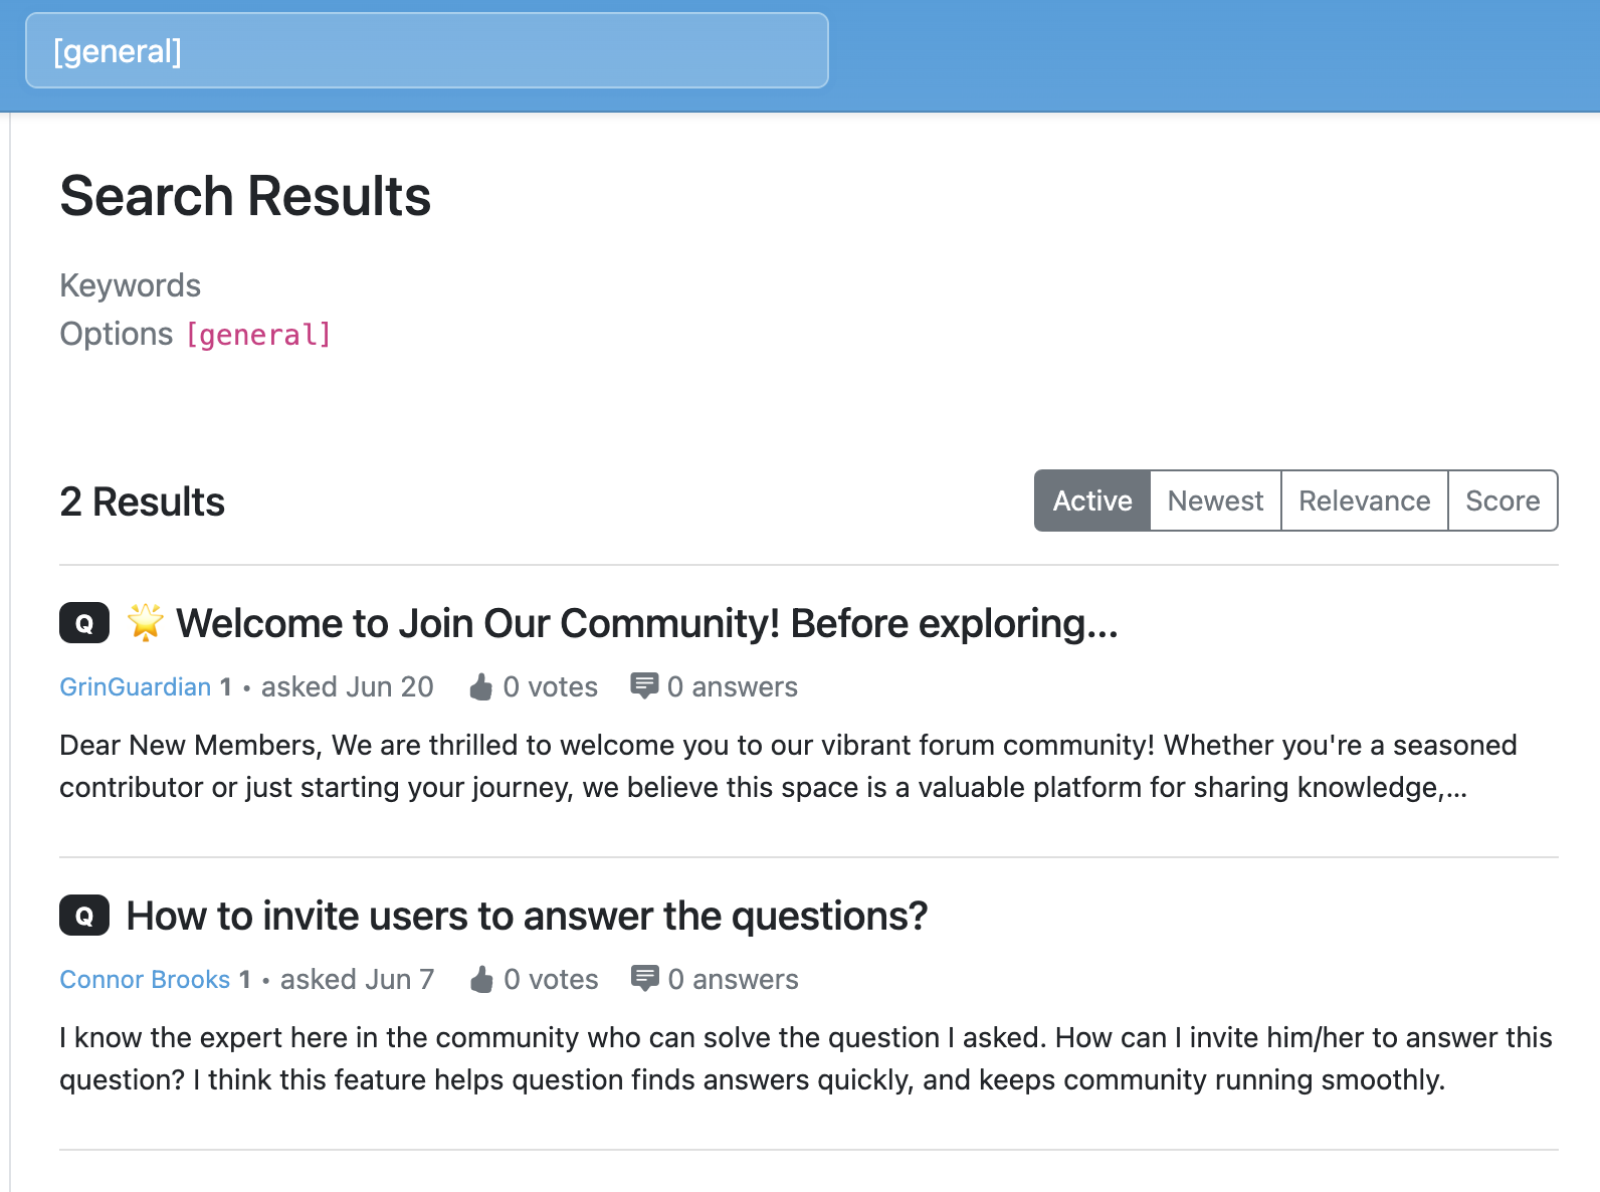 [general]
Search Results
Keywords
Options [general]
2 Results
Active Newest Relevance Score
Q 🌟 Welcome to Join Our Community! Before exploring...
GrinGuardian 1 • asked Jun 20 0 votes 0 answers
Dear New Members, We are thrilled to welcome you to our vibrant forum community! Whether you're a seasoned
contributor or just starting your journey, we believe this space is a valuable platform for sharing knowledge,...
Q How to invite users to answer the questions?
Connor Brooks 1 • asked Jun 7 0 votes 0 answers
I know the expert here in the community who can solve the question I asked. How can I invite him/her to answer this
question? I think this feature helps question finds answers quickly, and keeps community running smoothly.